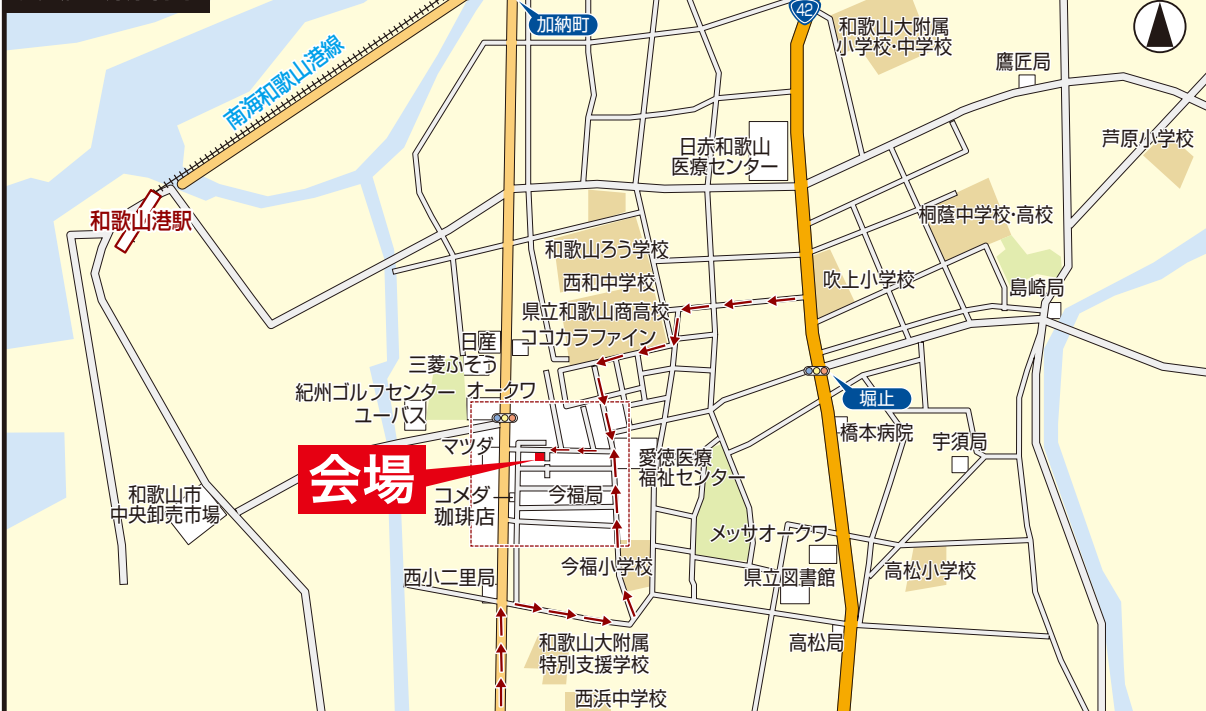 加納町
42
和歌山大附属
小学校・中学校
鷹匠局
南海和歌山港線
芦原小学校
日赤和歌山
医療センター
和歌山港駅
桐蔭中学校・高校
和歌山ろう学校
西和中学校
吹上小学校
島崎局
県立和歌山商高校
ココカラファイン
日産
三菱ふそう
紀州ゴルフセンター
ユーバス
オークワ
堀止
橋本病院
宇須局
マツダ
会場
愛徳医療
福祉センター
和歌山市
中央卸売市場
コメダ
珈琲店
今福局
メッサオークワ
西小二里局
今福小学校
県立図書館
高松小学校
和歌山大附属
特別支援学校
高松局
西浜中学校